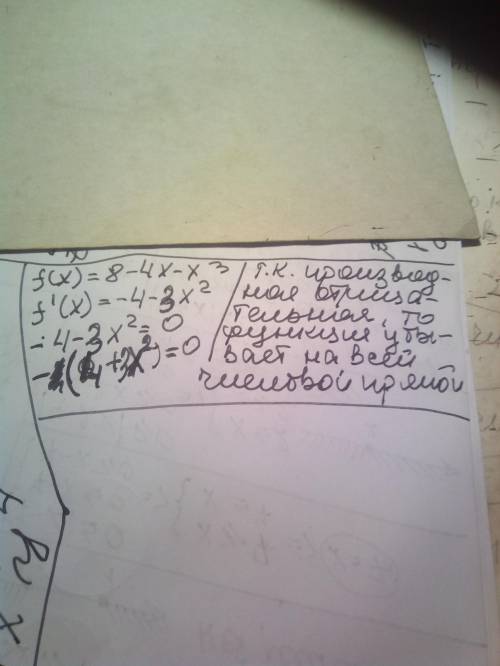 f(x) = 8 - 4x - x³
f'(x) = -4 - 3x²
-4 - 3x² = 0
-(4 + 3x²) = 0
Т.К. производ-
ная отрица-
тельная, то
функция убы-
вает на всей
числовой прямой